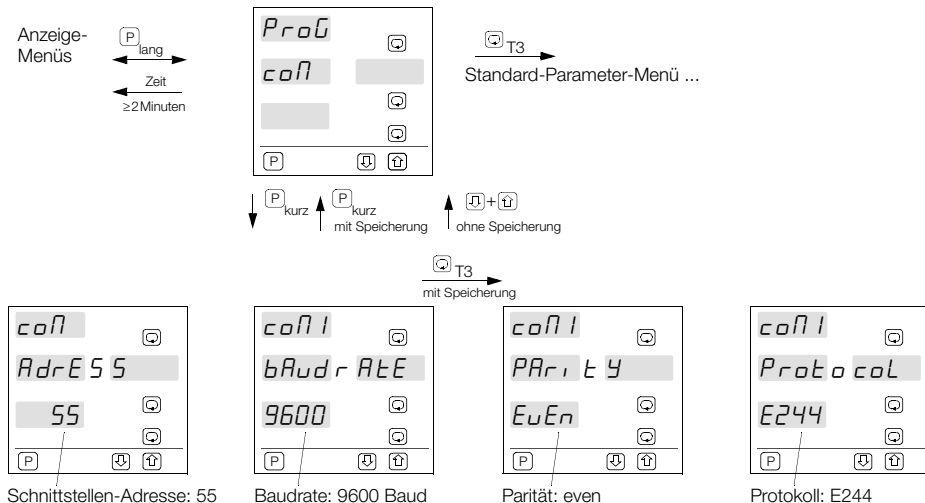 Anzeige-
Menüs
P lang
Zeit
≥2 Minuten
ProG
coM
P
T3
Standard-Parameter-Menü ...
P kurz
P kurz
mit Speicherung
+
ohne Speicherung
T3
mit Speicherung
coM
AdrESS
55
P
Schnittstellen-Adresse: 55
coM1
bAudrAtE
9600
P
Baudrate: 9600 Baud
coM1
PAritY
EvEn
P
Parität: even
coM1
ProtocoL
E244
P
Protokoll: E244